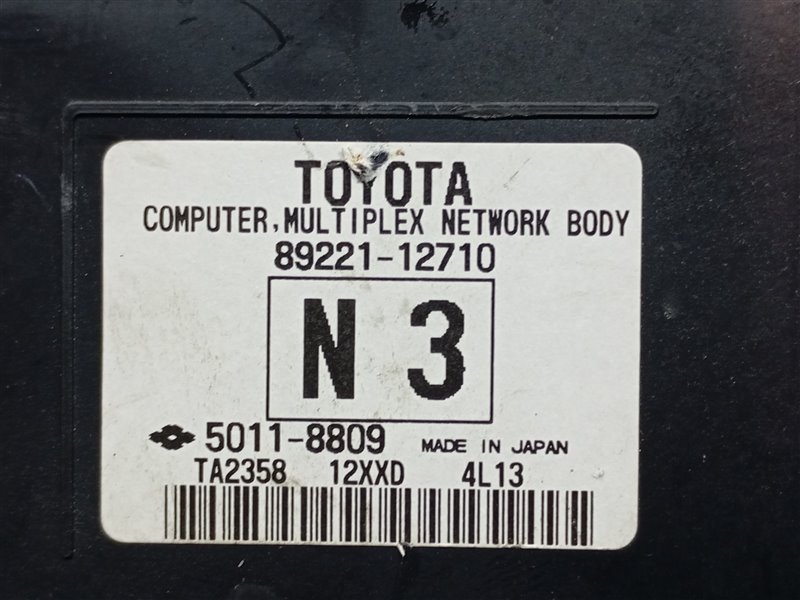 TOYOTA
COMPUTER,MULTIPLEX NETWORK BODY
89221-12710
N 3
5011-8809 MADE IN JAPAN
TA2358 12XXD 4L13